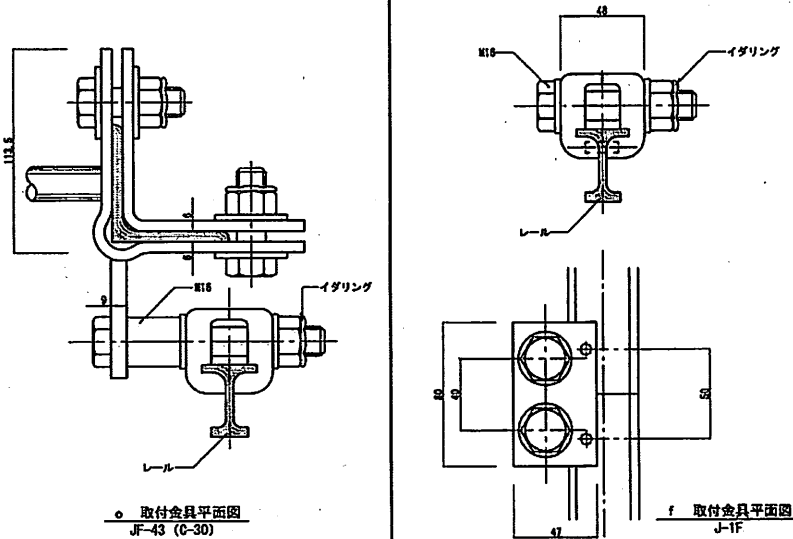 113.5
6
6
9
M16
イダリング
レール
o 取付金具平面図
JF-43 (C-30)
48
M16
イダリング
レール
80
40
50
47
f 取付金具平面図
J-1F